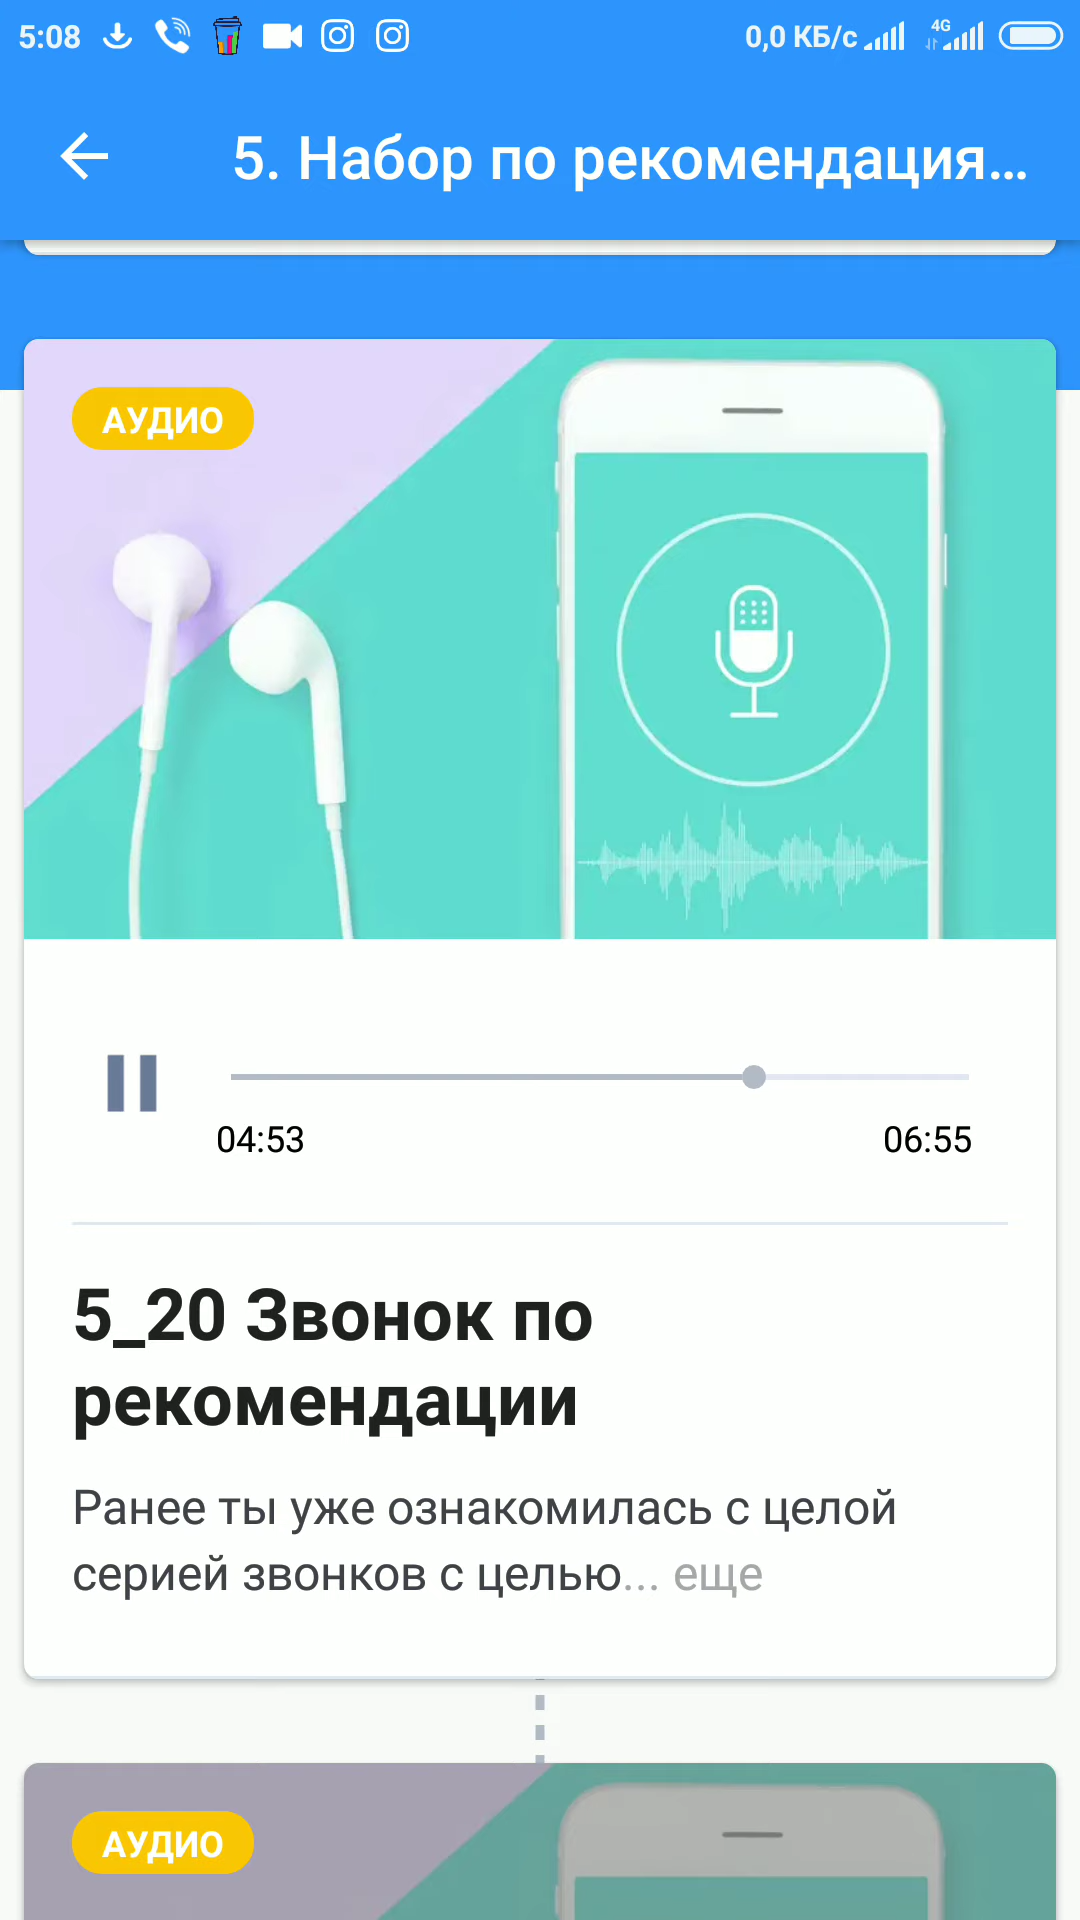 5:08 0,0 КБ/с 4G
5. Набор по рекомендация...
АУДИО
04:53 06:55
5_20 Звонок по
рекомендации
Ранее ты уже ознакомилась с целой
серией звонков с целью... еще
АУДИО